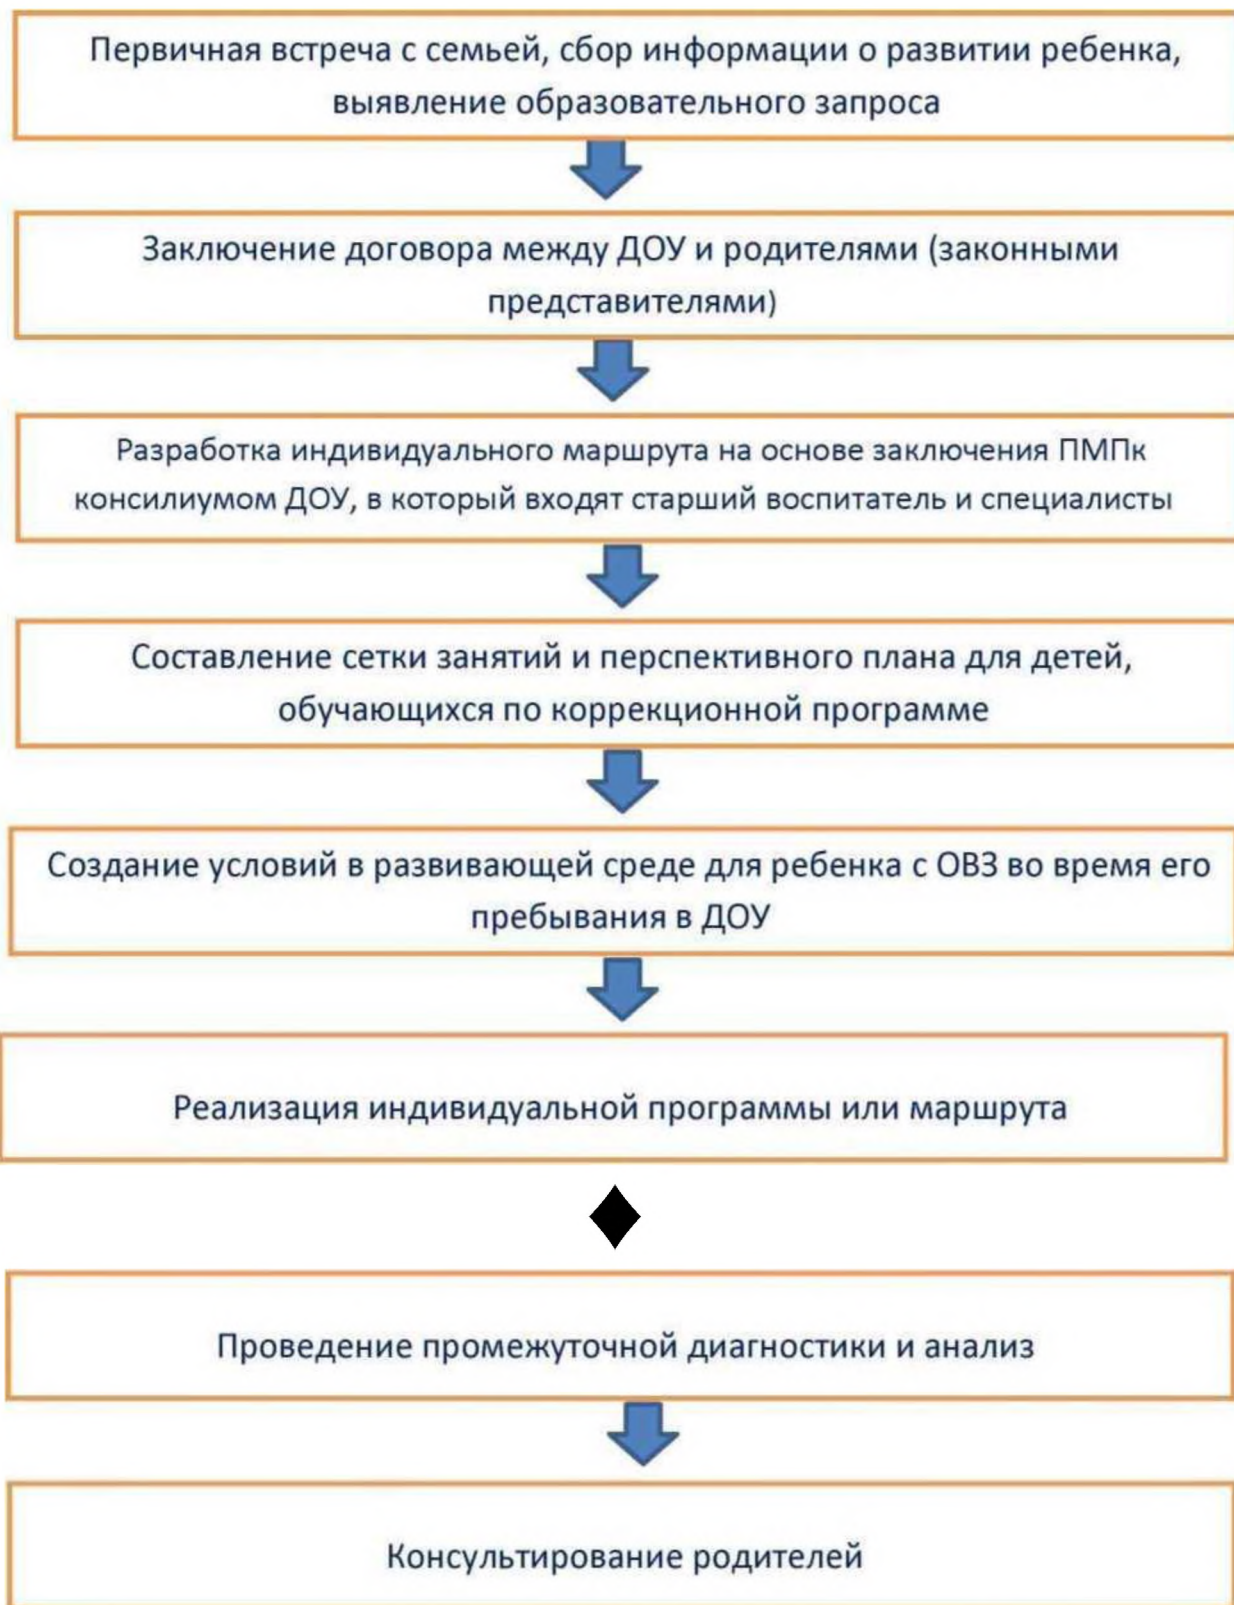 Первичная встреча с семьей, сбор информации о развитии ребенка,
выявление образовательного запроса
Заключение договора между ДОУ и родителями (законными
представителями)
Разработка индивидуального маршрута на основе заключения ПМПк
консилиумом ДОУ, в который входят старший воспитатель и специалисты
Составление сетки занятий и перспективного плана для детей,
обучающихся по коррекционной программе
Создание условий в развивающей среде для ребенка с ОВЗ во время его
пребывания в ДОУ
Реализация индивидуальной программы или маршрута
Проведение промежуточной диагностики и анализ
Консультирование родителей